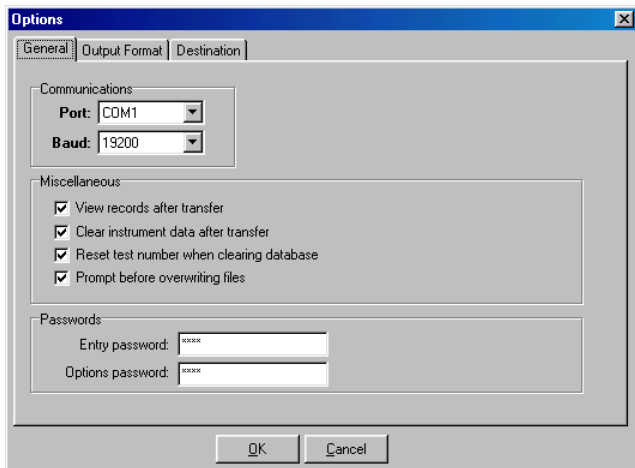 Options
General Output Format Destination
Communications
Port: COM1
Baud: 19200
Miscellaneous
View records after transfer
Clear instrument data after transfer
Reset test number when clearing database
Prompt before overwriting files
Passwords
Entry password: ××××
Options password: ××××
OK Cancel